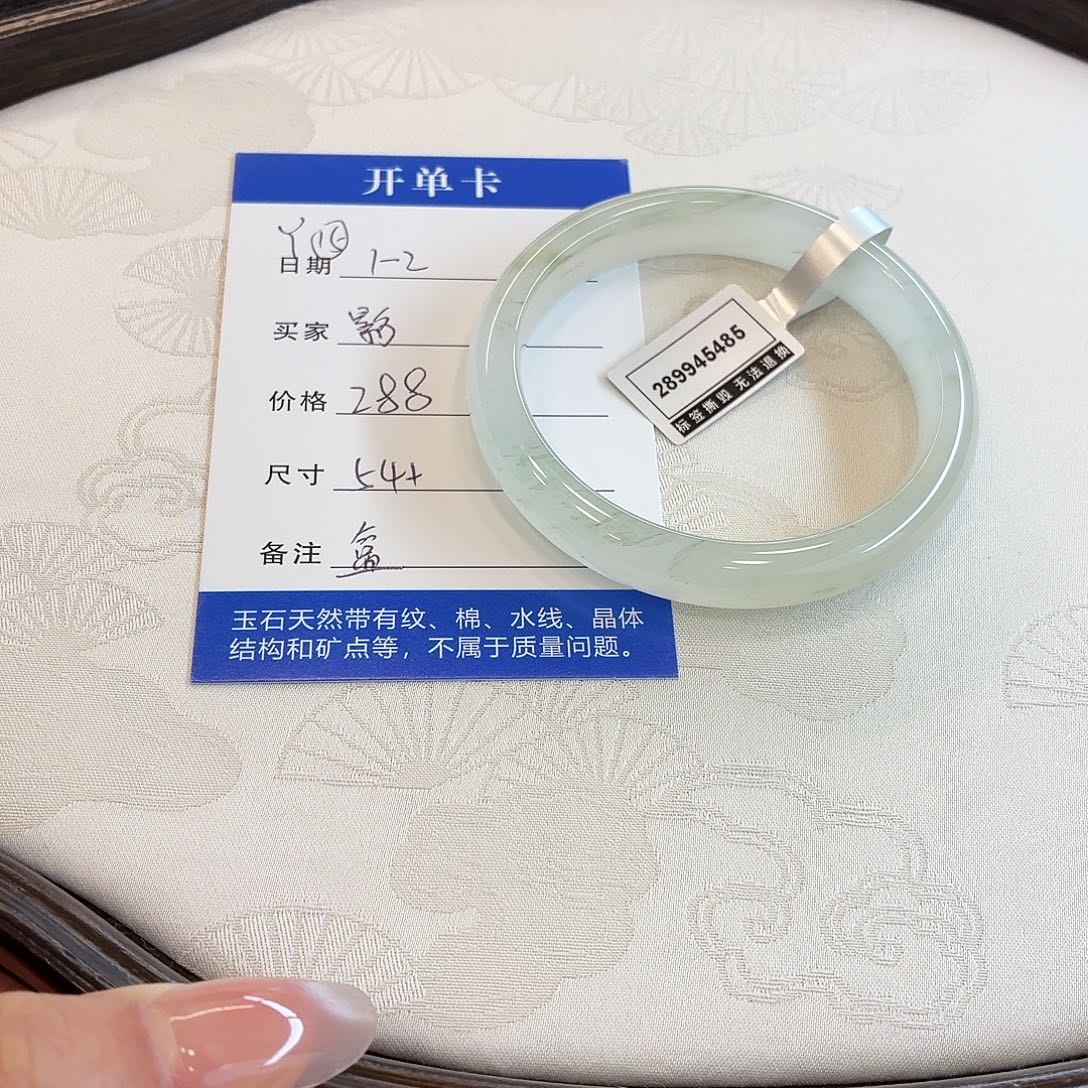 开单卡
Y 15
日期 1-2
买家 影
价格 288
尺寸 54+
备注
玉石天然带有纹、棉、水线、晶体
结构和矿点等，不属于质量问题。
289945485
标签撕毁 无法退换